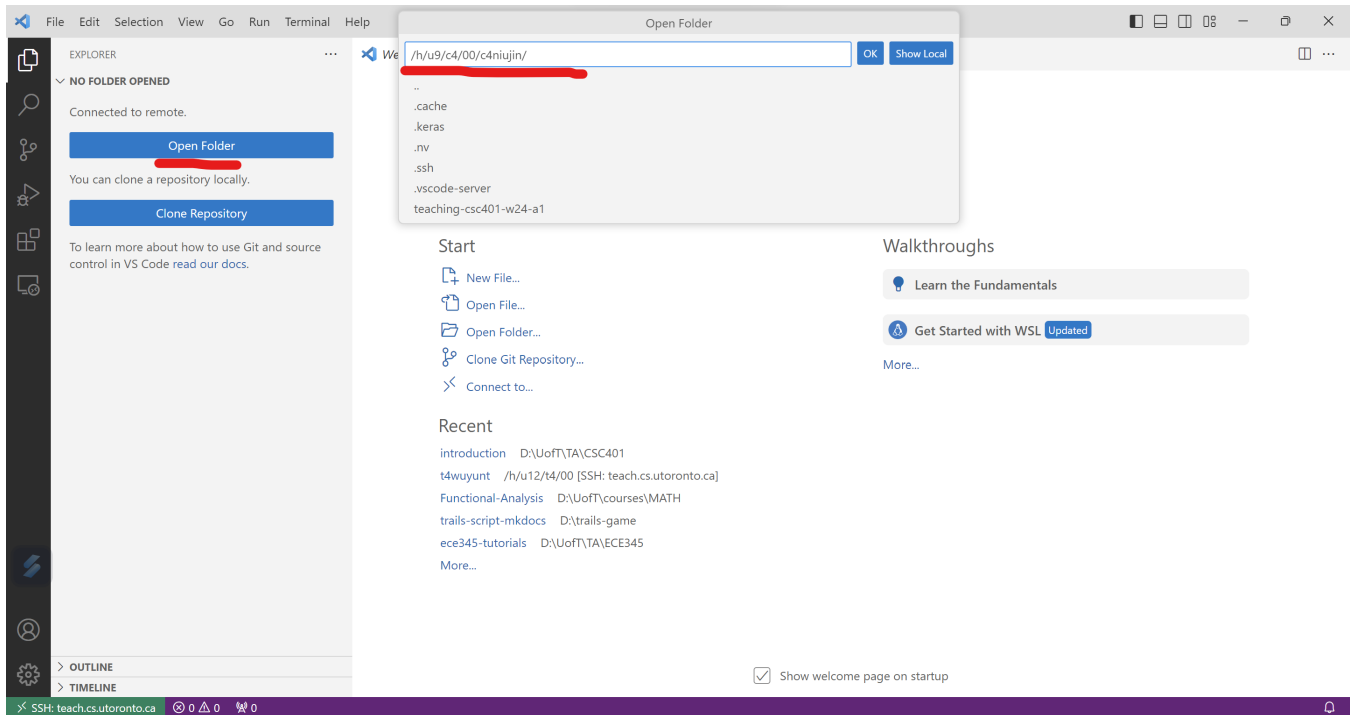 File Edit Selection View Go Run Terminal Help
Open Folder
EXPLORER
NO FOLDER OPENED
Connected to remote.
Open Folder
You can clone a repository locally.
Clone Repository
To learn more about how to use Git and source
control in VS Code read our docs.
OUTLINE
TIMELINE
We
/h/u9/c4/00/c4niujin/
OK
Show Local
..
.cache
.keras
.nv
.ssh
.vscode-server
teaching-csc401-w24-a1
Start
New File...
Open File...
Open Folder...
Clone Git Repository...
Connect to...
Recent
introduction D:\UofT\TA\CSC401
t4wuyunt /h/u12/t4/00 [SSH: teach.cs.utoronto.ca]
Functional-Analysis D:\UofT\courses\MATH
trails-script-mkdocs D:\trails-game
ece345-tutorials D:\UofT\TA\ECE345
More...
Walkthroughs
Learn the Fundamentals
Get Started with WSL Updated
More...
Show welcome page on startup
SSH: teach.cs.utoronto.ca 0 0 0